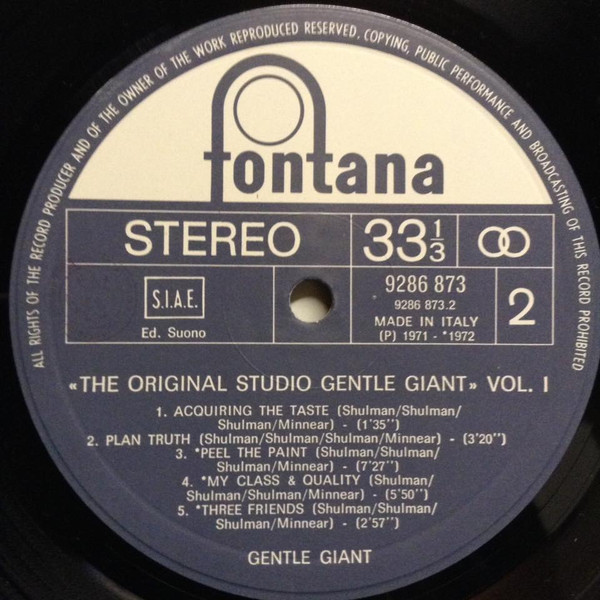 ALL RIGHTS OF THE RECORD PRODUCER AND OF THE OWNER OF THE WORK REPRODUCED RESERVED. COPYING, PUBLIC PERFORMANCE AND BROADCASTING OF THIS RECORD PROHIBITED
fontana
STEREO
33 1/3
S.I.A.E.
Ed. Suono
9286 873
9286 873.2
MADE IN ITALY
(P) 1971 - *1972
2
«THE ORIGINAL STUDIO GENTLE GIANT» VOL. I
1. ACQUIRING THE TASTE (Shulman/Shulman/
Shulman/Minnear) - (1'35'')
2. PLAN TRUTH (Shulman/Shulman/Shulman/Minnear) - (3'20'')
3. *PEEL THE PAINT (Shulman/Shulman/
Shulman/Minnear) - (7'27'')
4. *MY CLASS & QUALITY (Shulman/
Shulman/Shulman/Minnear) - (5'50'')
5. *THREE FRIENDS (Shulman/Shulman/
Shulman/Minnear) - (2'57'')
GENTLE GIANT